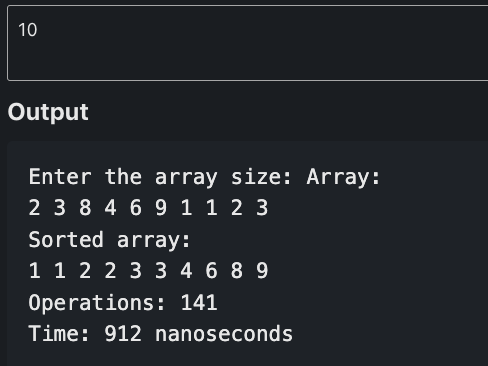 10
Output
Enter the array size: Array:
2 3 8 4 6 9 1 1 2 3
Sorted array:
1 1 2 2 3 3 4 6 8 9
Operations: 141
Time: 912 nanoseconds